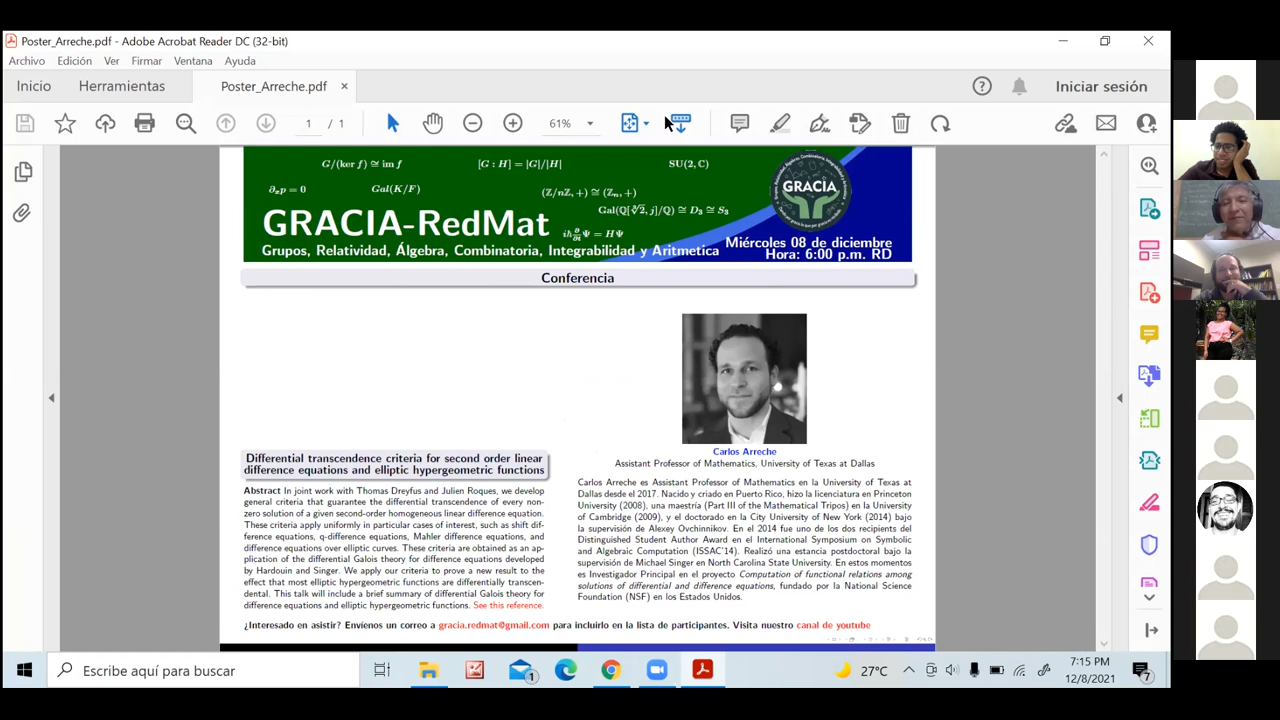 Poster_Arreche.pdf - Adobe Acrobat Reader DC (32-bit)
Archivo Edición Ver Firmar Ventana Ayuda
Inicio Herramientas Poster_Arreche.pdf × Iniciar sesión
1 / 1 61%
G/(ker f) ≅ im f [G : H] = |G|/|H| SU(2, ℂ)
∂ₓp = 0 Gal(K/F) (ℤ/nℤ, +) ≅ (ℤₙ, +)
Gal(ℚ[∛2, j]/ℚ) ≅ D₃ ≅ S₃
iħ ∂/∂t Ψ = HΨ
GRACIA
GRACIA-RedMat
Grupos, Relatividad, Álgebra, Combinatoria, Integrabilidad y Aritmetica
Miércoles 08 de diciembre
Hora: 6:00 p.m. RD
Conferencia
Differential transcendence criteria for second order linear
difference equations and elliptic hypergeometric functions
Abstract In joint work with Thomas Dreyfus and Julien Roques, we develop
general criteria that guarantee the differential transcendence of every non-
zero solution of a given second-order homogeneous linear difference equation.
These criteria apply uniformly in particular cases of interest, such as shift dif-
ference equations, q-difference equations, Mahler difference equations, and
difference equations over elliptic curves. These criteria are obtained as an ap-
plication of the differential Galois theory for difference equations developed
by Hardouin and Singer. We apply our criteria to prove a new result to the
effect that most elliptic hypergeometric functions are differentially transcen-
dental. This talk will include a brief summary of differential Galois theory for
difference equations and elliptic hypergeometric functions. See this reference.
Carlos Arreche
Assistant Professor of Mathematics, University of Texas at Dallas
Carlos Arreche es Assistant Professor of Mathematics en la University of Texas at
Dallas desde el 2017. Nacido y criado en Puerto Rico, hizo la licenciatura en Princeton
University (2008), una maestría (Part III of the Mathematical Tripos) en la University
of Cambridge (2009), y el doctorado en la City University of New York (2014) bajo
la supervisión de Alexey Ovchinnikov. En el 2014 fue uno de los dos recipientes del
Distinguished Student Author Award en el International Symposium on Symbolic
and Algebraic Computation (ISSAC'14). Realizó una estancia postdoctoral bajo la
supervisión de Michael Singer en North Carolina State University. En estos momentos
es Investigador Principal en el proyecto Computation of functional relations among
solutions of differential and difference equations, fundado por la National Science
Foundation (NSF) en los Estados Unidos.
¿Interesado en asistir? Envíenos un correo a gracia.redmat@gmail.com para incluirlo en la lista de participantes. Visita nuestro canal de youtube
Escribe aquí para buscar
1
27°C
7:15 PM
12/8/2021
7